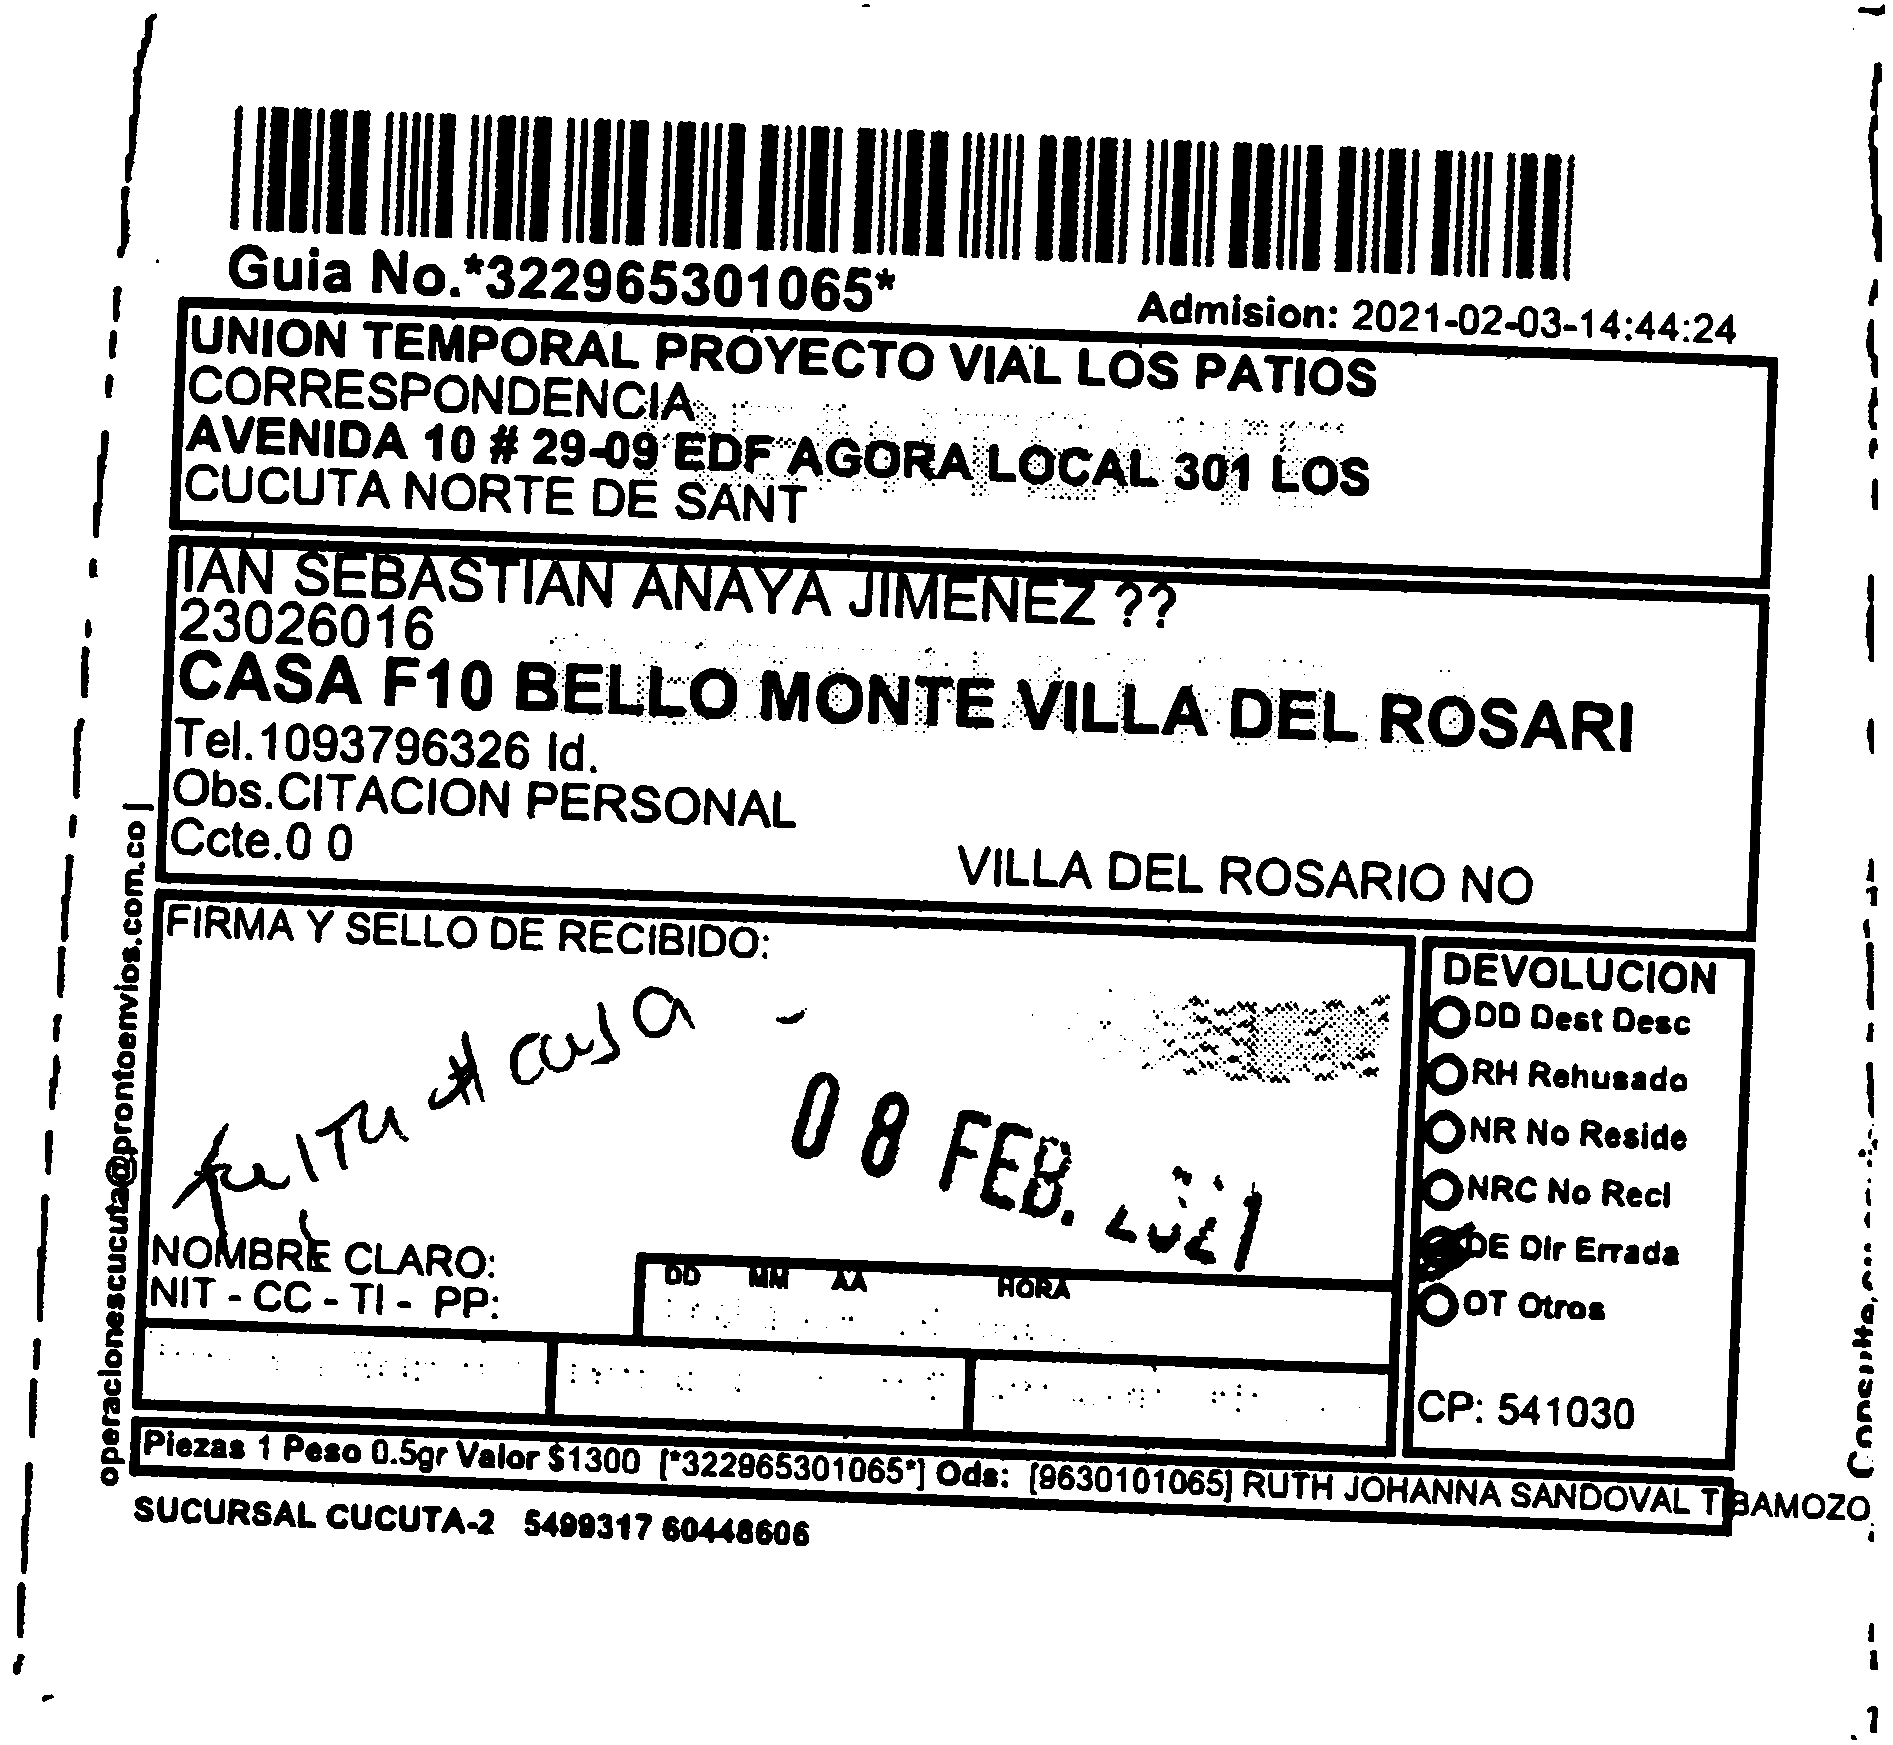 Guia No.*322965301065*
Admision: 2021-02-03-14:44:24
UNION TEMPORAL PROYECTO VIAL LOS PATIOS
CORRESPONDENCIA
AVENIDA 10 # 29-09 EDF AGORA LOCAL 301 LOS
CUCUTA NORTE DE SANT
IAN SEBASTIAN ANAYA JIMENEZ ??
23026016
CASA F10 BELLO MONTE VILLA DEL ROSARI
Tel.1093796326 Id.
Obs.CITACION PERSONAL
Ccte.0 0
VILLA DEL ROSARIO NO
FIRMA Y SELLO DE RECIBIDO:
falta # casa
08 FEB. 2021
NOMBRE CLARO:
NIT - CC - TI - PP:
DD MM AA HORA
DEVOLUCION
DD Dest Desc
RH Rehusado
NR No Reside
NRC No Recl
DE Dir Errada
OT Otros
CP: 541030
Piezas 1 Peso 0.5gr Valor $1300 [*322965301065*] Ods: [9630101065] RUTH JOHANNA SANDOVAL TIBAMOZO
SUCURSAL CUCUTA-2 5499317 60448606
operacionescucuta@prontoenvios.com.co |